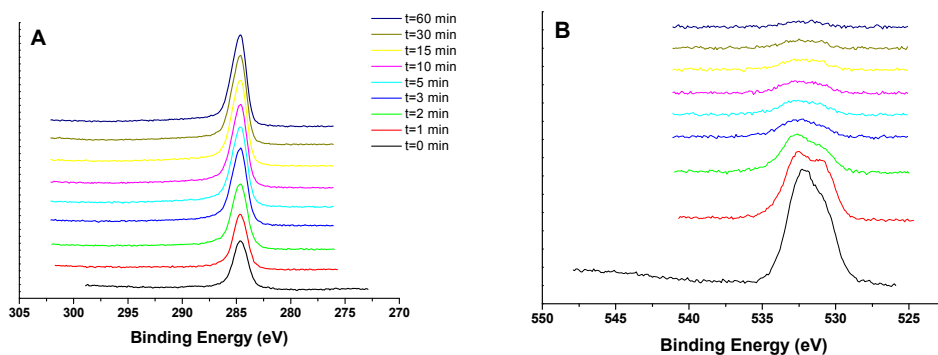 A
t=60 min
t=30 min
t=15 min
t=10 min
t=5 min
t=3 min
t=2 min
t=1 min
t=0 min
305 300 295 290 285 280 275 270
Binding Energy (eV)
B
550 545 540 535 530 525
Binding Energy (eV)